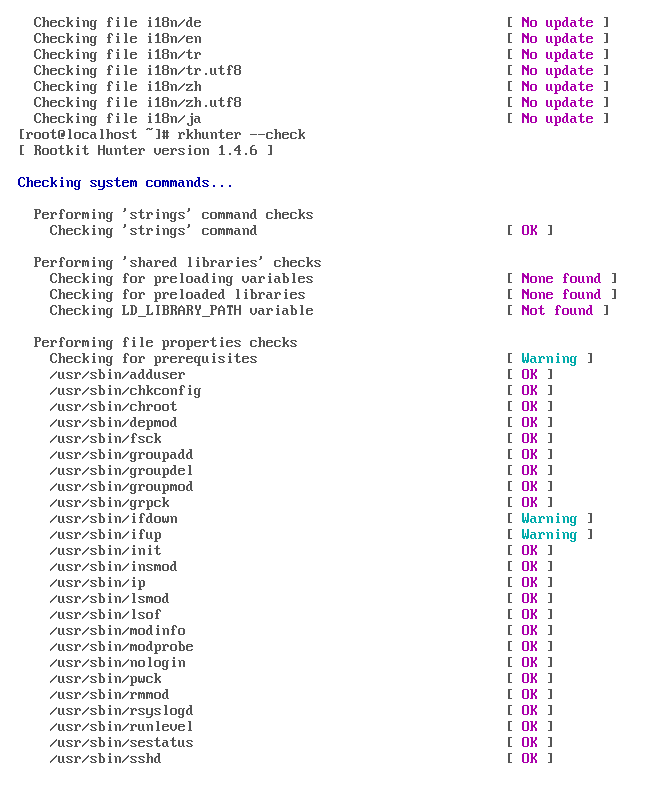 Checking file i18n/de [ No update ]
Checking file i18n/en [ No update ]
Checking file i18n/tr [ No update ]
Checking file i18n/tr.utf8 [ No update ]
Checking file i18n/zh [ No update ]
Checking file i18n/zh.utf8 [ No update ]
Checking file i18n/ja [ No update ]
[root@localhost ~]# rkhunter --check
[ Rootkit Hunter version 1.4.6 ]
Checking system commands...
Performing 'strings' command checks
Checking 'strings' command [ OK ]
Performing 'shared libraries' checks
Checking for preloading variables [ None found ]
Checking for preloaded libraries [ None found ]
Checking LD_LIBRARY_PATH variable [ Not found ]
Performing file properties checks
Checking for prerequisites [ Warning ]
/usr/sbin/adduser [ OK ]
/usr/sbin/chkconfig [ OK ]
/usr/sbin/chroot [ OK ]
/usr/sbin/depmod [ OK ]
/usr/sbin/fsck [ OK ]
/usr/sbin/groupadd [ OK ]
/usr/sbin/groupdel [ OK ]
/usr/sbin/groupmod [ OK ]
/usr/sbin/grpck [ OK ]
/usr/sbin/ifdown [ Warning ]
/usr/sbin/ifup [ Warning ]
/usr/sbin/init [ OK ]
/usr/sbin/insmod [ OK ]
/usr/sbin/ip [ OK ]
/usr/sbin/lsmod [ OK ]
/usr/sbin/lsof [ OK ]
/usr/sbin/modinfo [ OK ]
/usr/sbin/modprobe [ OK ]
/usr/sbin/nologin [ OK ]
/usr/sbin/pwck [ OK ]
/usr/sbin/rmmod [ OK ]
/usr/sbin/rsyslogd [ OK ]
/usr/sbin/runlevel [ OK ]
/usr/sbin/sestatus [ OK ]
/usr/sbin/sshd [ OK ]